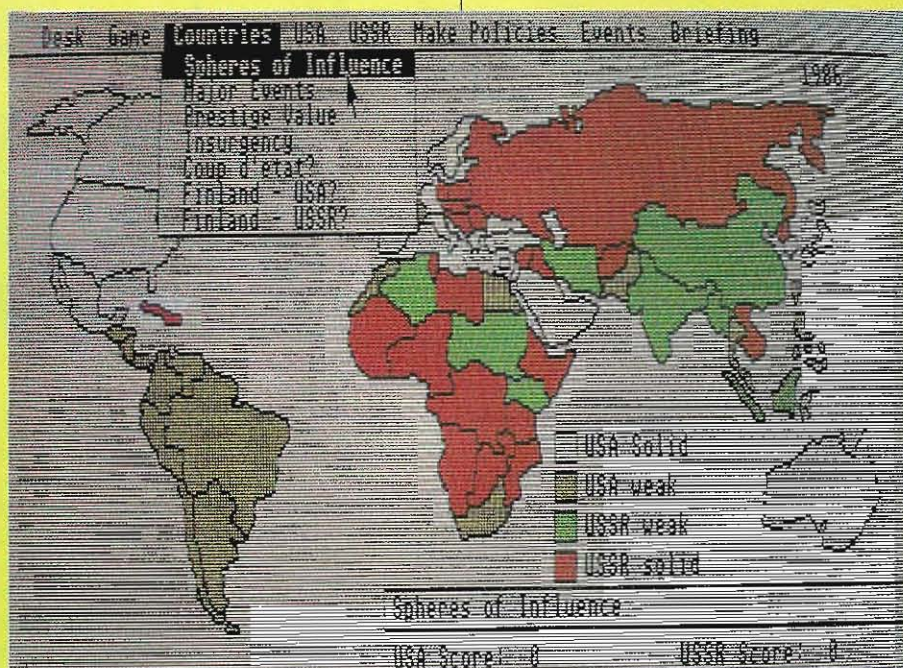 Desk Game Countries USA USSR Make Policies Events Briefing
Spheres of Influence
Major Events
Prestige Value
Insurgency
Coup d'etat?
Finland - USA?
Finland - USSR?
1986
USA Solid
USA weak
USSR weak
USSR solid
Spheres of Influence
USA Score: 0 USSR Score: 0